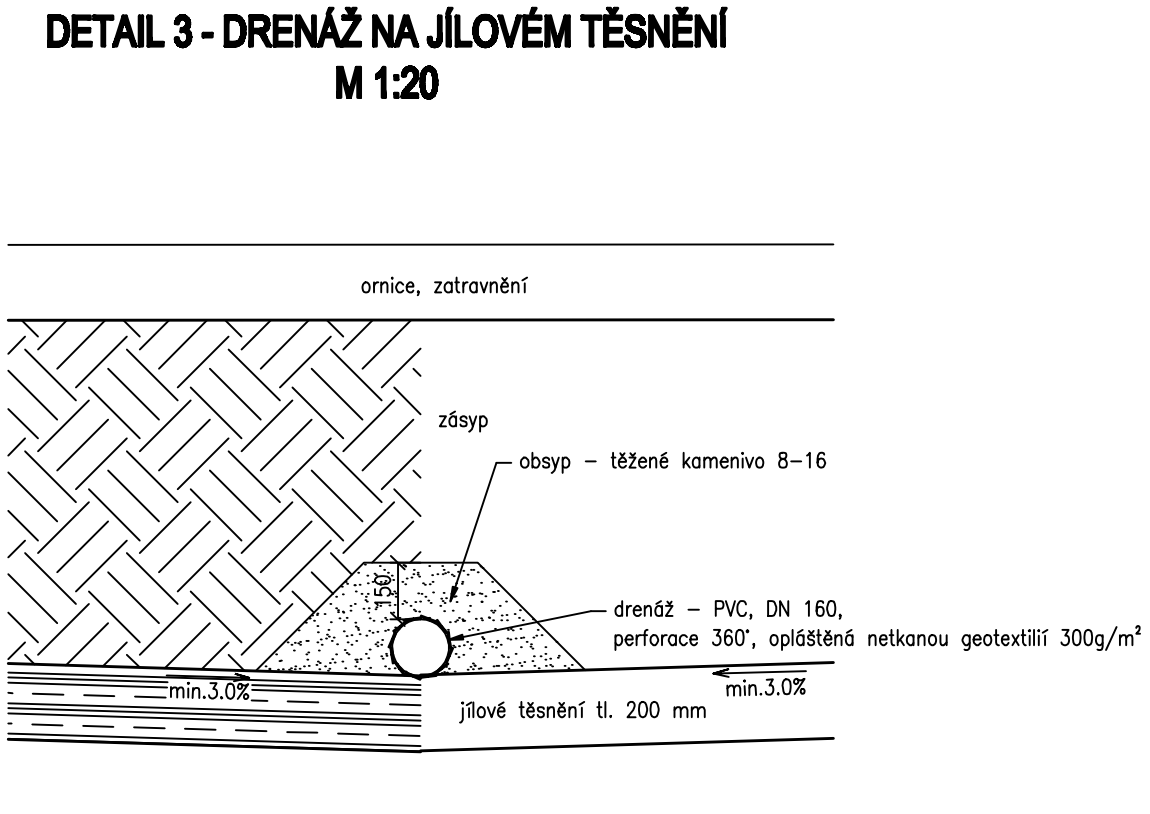 DETAIL 3 - DRENÁŽ NA JÍLOVÉM TĚSNĚNÍ
M 1:20
ornice, zatravnění
zásyp
obsyp – těžené kamenivo 8–16
150
drenáž – PVC, DN 160,
perforace 360°, opláštěná netkanou geotextilií 300g/m²
min.3.0%
min.3.0%
jílové těsnění tl. 200 mm